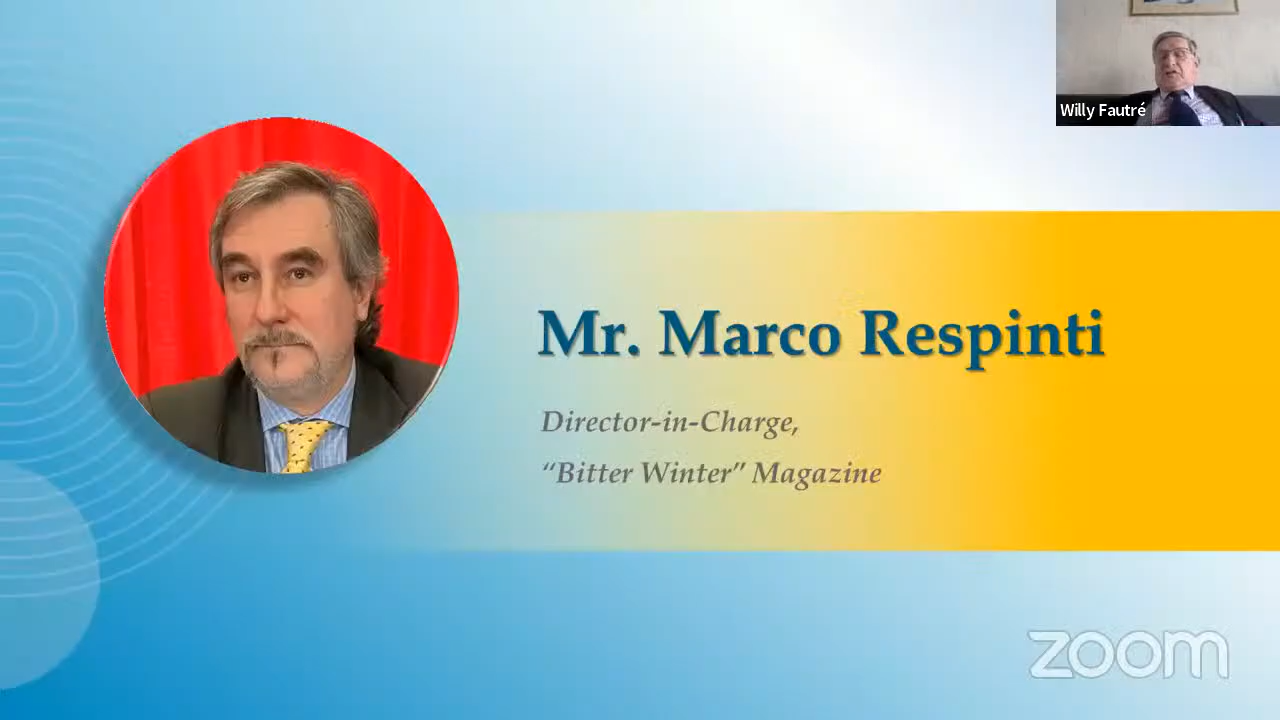 Willy Fautré
Mr. Marco Respinti
Director-in-Charge,
“Bitter Winter” Magazine
zoom